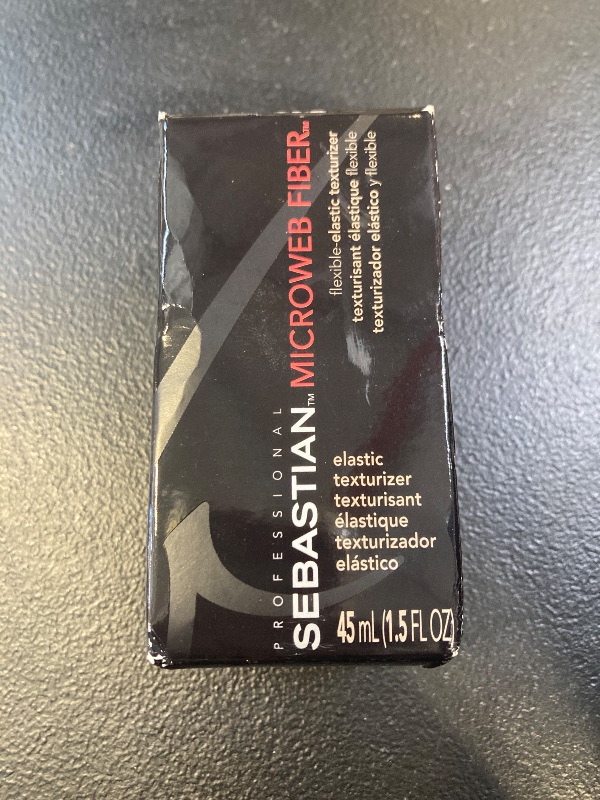 PROFESSIONAL
SEBASTIAN™ MICROWEB FIBER™
flexible-elastic texturizer
texturisant élastique flexible
texturizador elástico y flexible
elastic
texturizer
texturisant
élastique
texturizador
elástico
45 mL (1.5 FL OZ)